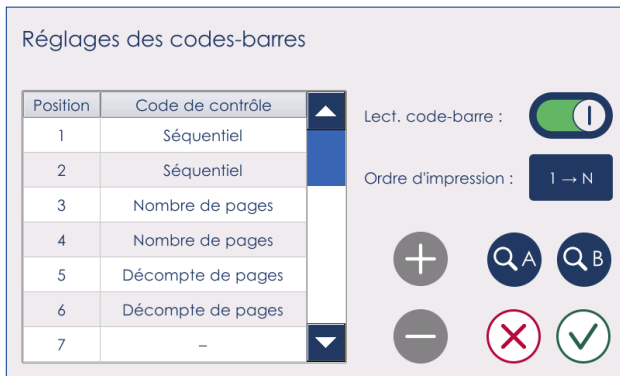 Réglages des codes-barres
Position Code de contrôle
1 Séquentiel
2 Séquentiel
3 Nombre de pages
4 Nombre de pages
5 Décompte de pages
6 Décompte de pages
7 –
Lect. code-barre :
Ordre d'impression : 1 → N
A B